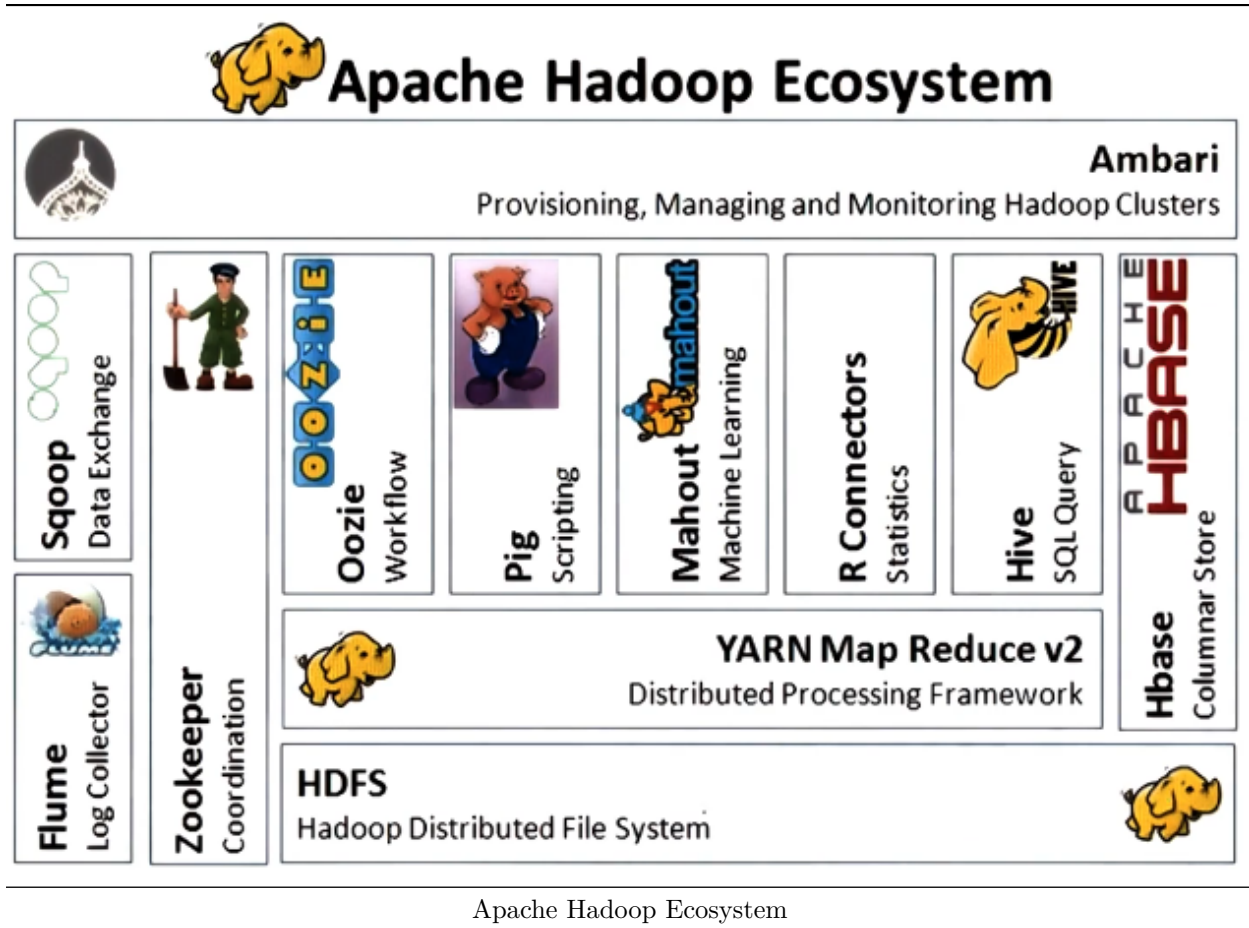 Apache Hadoop Ecosystem
Ambari
Provisioning, Managing and Monitoring Hadoop Clusters
sqoop
Sqoop
Data Exchange
Zookeeper
Coordination
OOZiE
Oozie
Workflow
Pig
Scripting
mahout
Mahout
Machine Learning
R Connectors
Statistics
HIVE
Hive
SQL Query
APACHE
HBASE
Hbase
Columnar Store
flume
Flume
Log Collector
YARN Map Reduce v2
Distributed Processing Framework
HDFS
Hadoop Distributed File System
Apache Hadoop Ecosystem